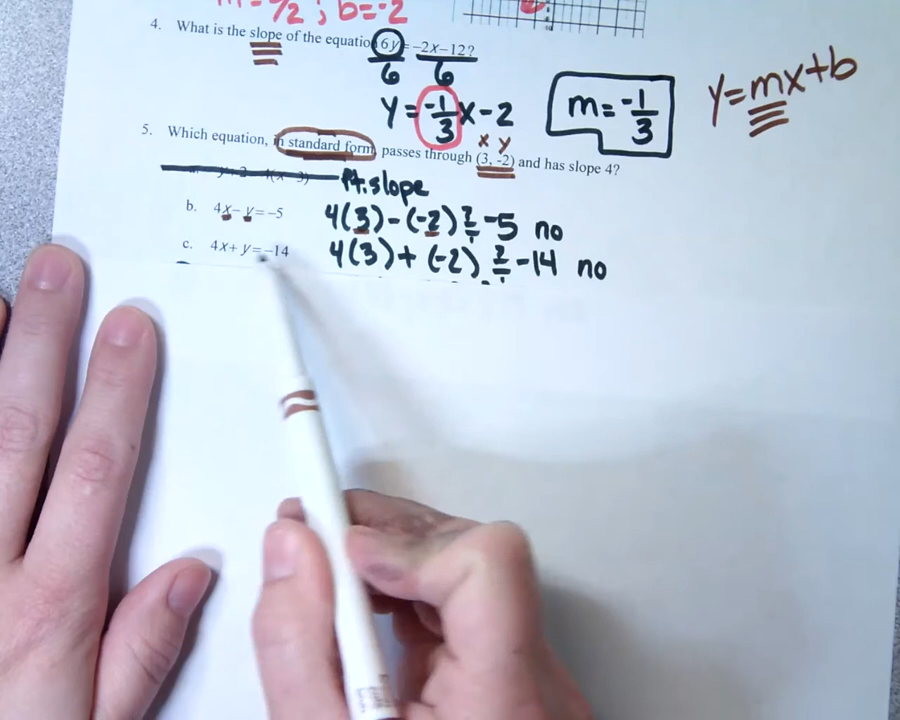 m = 1/2 ; b = -2
4. What is the slope of the equation 6y = -2x-12?
6 6
y = -1/3 x - 2
m = -1/3
y = mx + b
x y
5. Which equation, in standard form, passes through (3, -2) and has slope 4?
Pt. slope
b. 4x - y = -5 4(3) - (-2) ?= -5 no
c. 4x + y = -14 4(3) + (-2) ?= -14 no